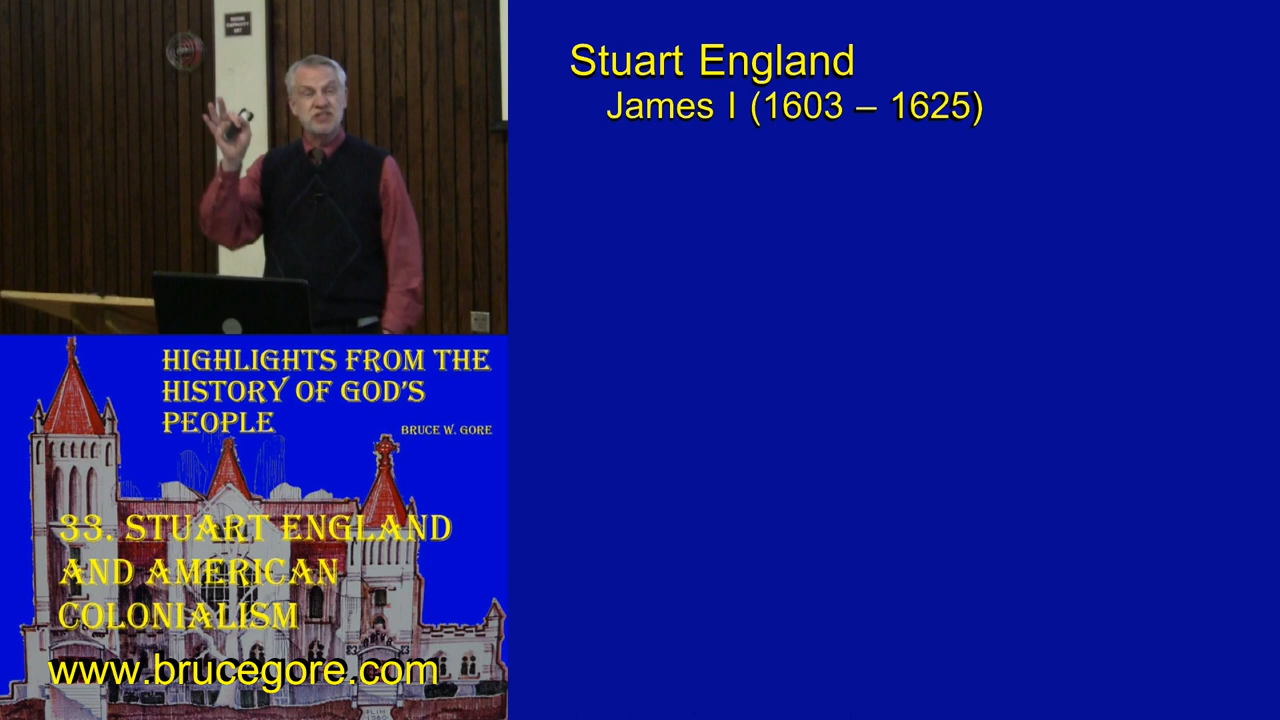 Stuart England
James I (1603 – 1625)
HIGHLIGHTS FROM THE
HISTORY OF GOD'S
PEOPLE
BRUCE W. GORE
33. STUART ENGLAND
AND AMERICAN
COLONIALISM
www.brucegore.com